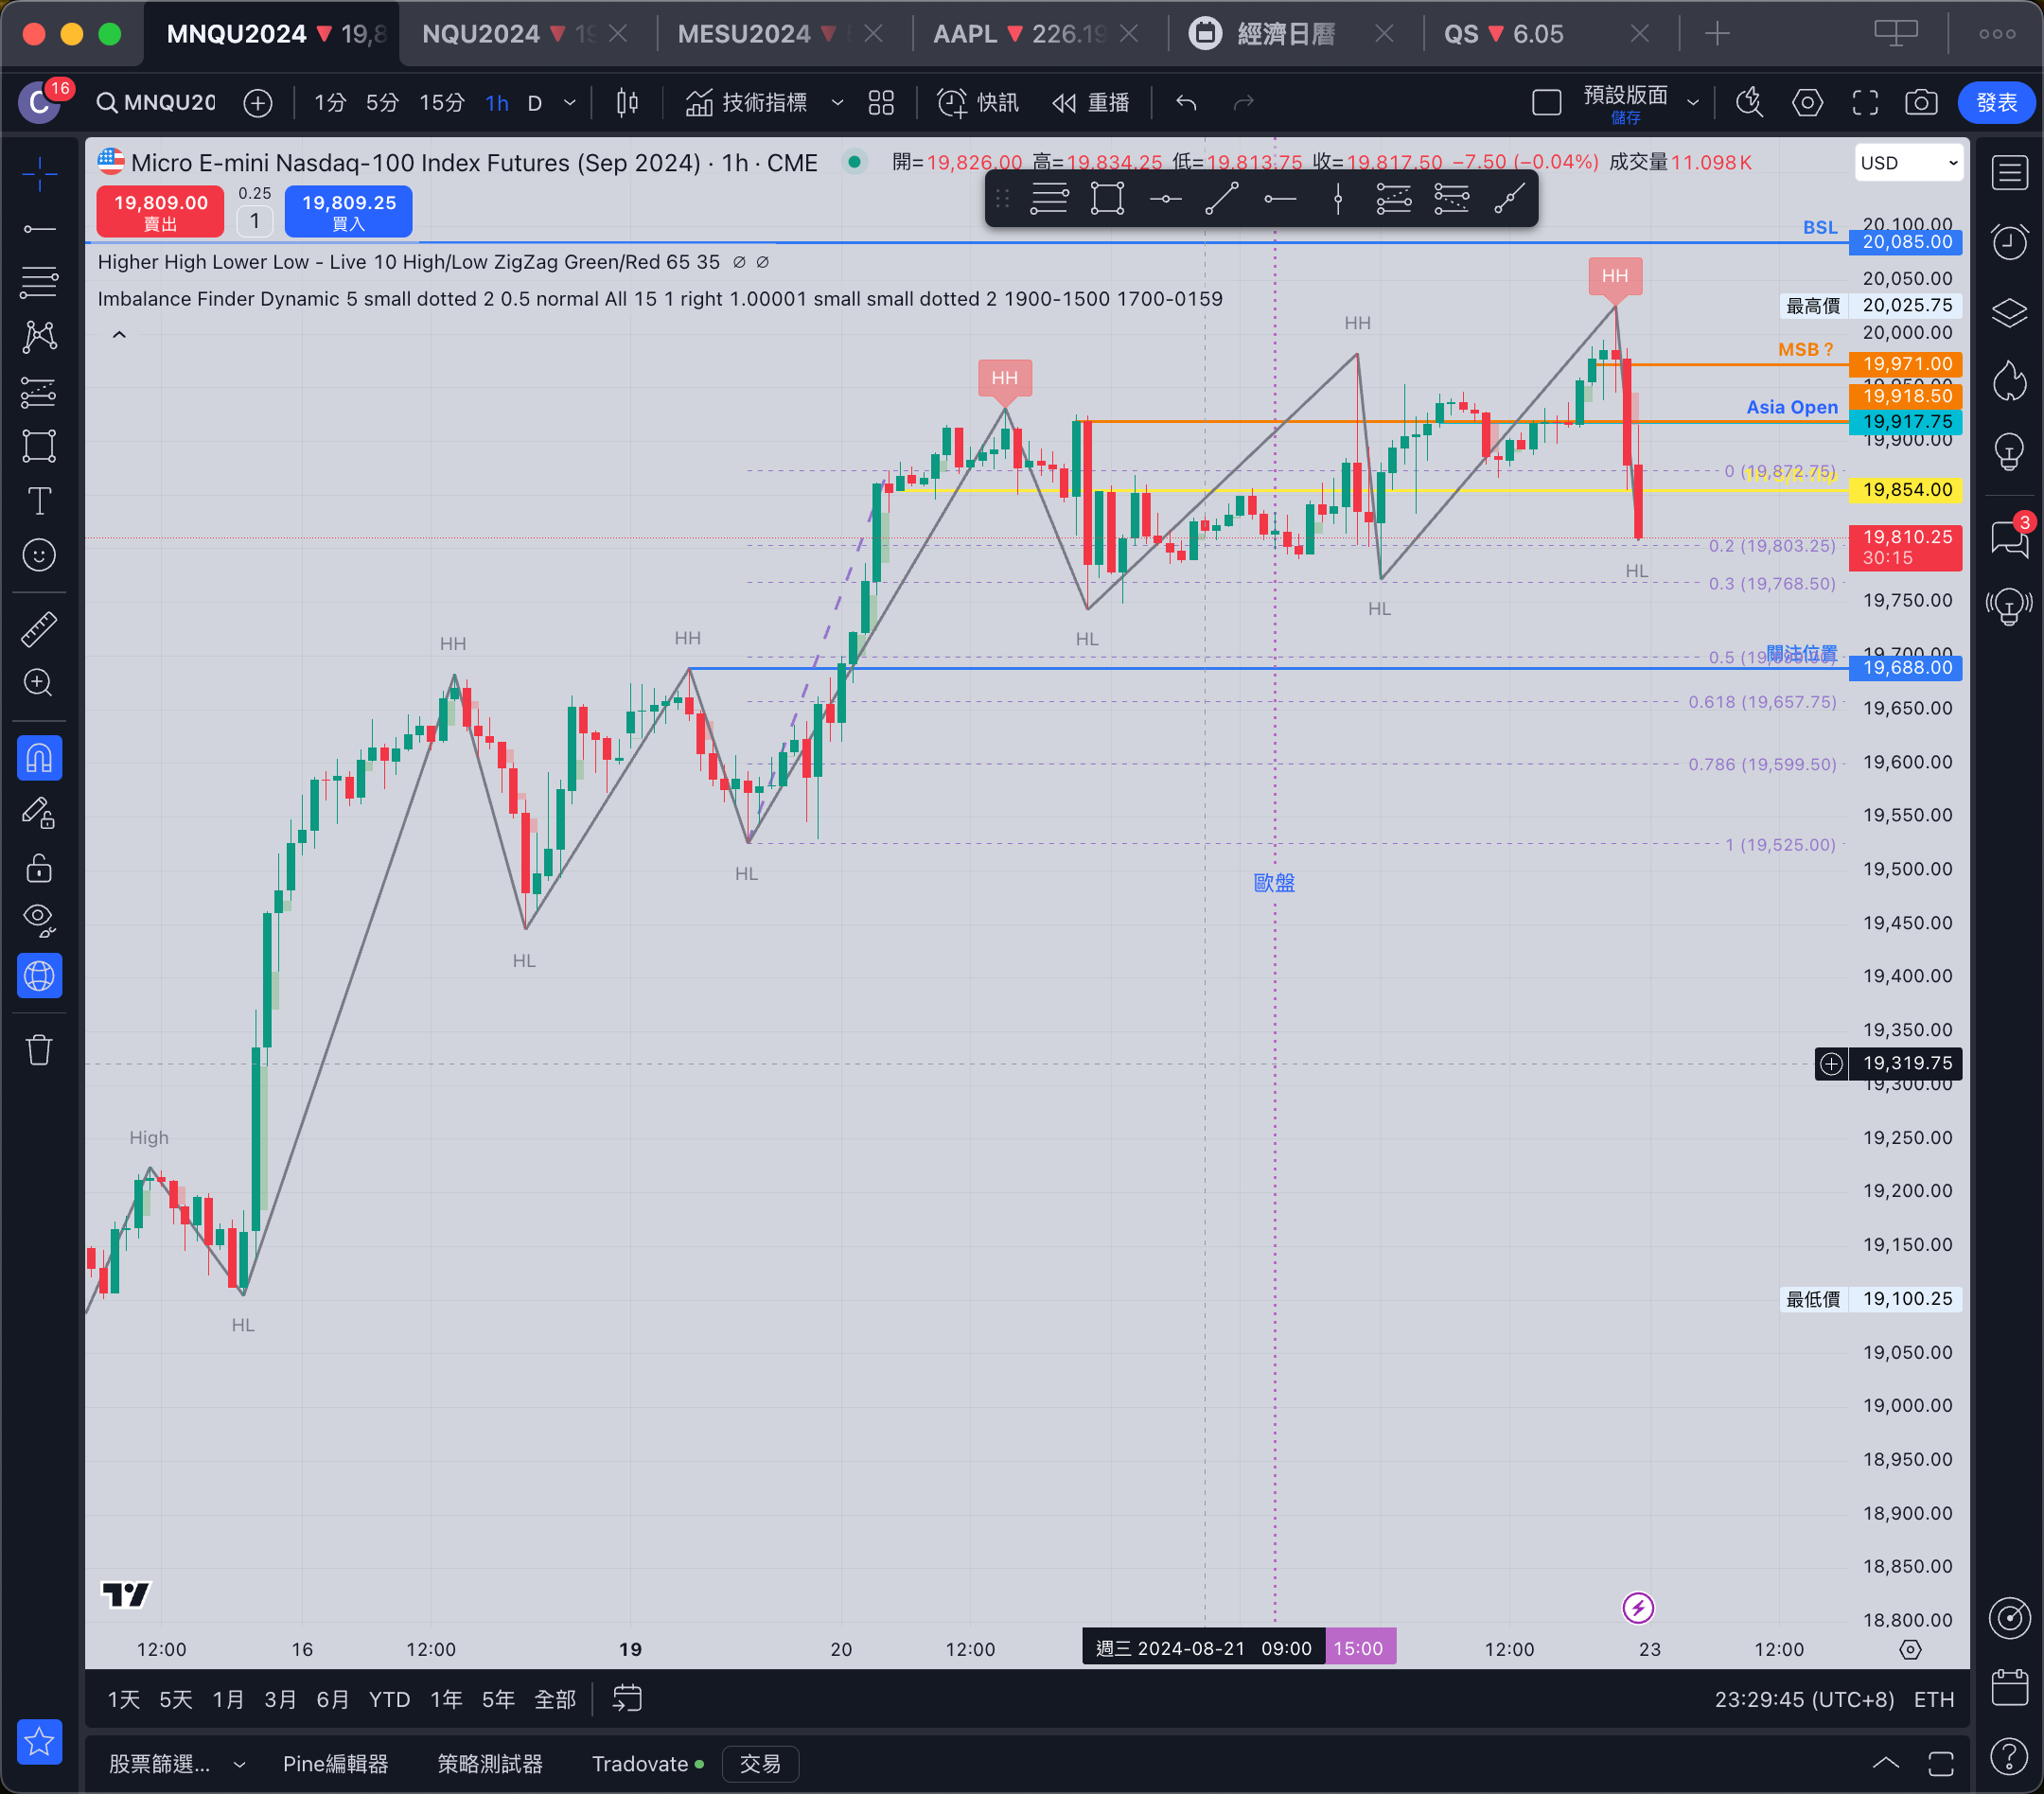 MNQU2024 ▼ 19,8
NQU2024 ▼ 19
MESU2024 ▼
AAPL ▼ 226.19
經濟日曆
QS ▼ 6.05
C 16
MNQU20
1分 5分 15分 1h D
技術指標
快訊
重播
預設版面
儲存
發表
Micro E-mini Nasdaq-100 Index Futures (Sep 2024) · 1h · CME
開=19,826.00 高=19,834.25 低=19,813.75 收=19,817.50 −7.50 (−0.04%) 成交量11.098K
USD
19,809.00
賣出
0.25
1
19,809.25
買入
Higher High Lower Low - Live 10 High/Low ZigZag Green/Red 65 35 ∅ ∅
Imbalance Finder Dynamic 5 small dotted 2 0.5 normal All 15 1 right 1.00001 small small dotted 2 1900-1500 1700-0159
20,100.00
BSL 20,085.00
20,050.00
HH
最高價 20,025.75
20,000.00
HH
MSB ? 19,971.00
HH
19,950.00
19,918.50
Asia Open 19,917.75
19,900.00
0 (19,872.75)
19,854.00
19,810.25
30:15
0.2 (19,803.25)
HL
0.3 (19,768.50)
19,750.00
HL
HL
HH
HH
19,700.00
關注位置
0.5
19,688.00
0.618 (19,657.75)
19,650.00
0.786 (19,599.50)
19,600.00
19,550.00
1 (19,525.00)
HL
19,500.00
歐盤
19,450.00
HL
19,400.00
19,350.00
19,319.75
19,300.00
19,250.00
High
19,200.00
19,150.00
最低價 19,100.25
HL
19,050.00
19,000.00
18,950.00
18,900.00
18,850.00
18,800.00
12:00 16 12:00 19 20 12:00 週三 2024-08-21 09:00 15:00 12:00 23 12:00
1天 5天 1月 3月 6月 YTD 1年 5年 全部
23:29:45 (UTC+8) ETH
股票篩選... Pine編輯器 策略測試器 Tradovate 交易
3